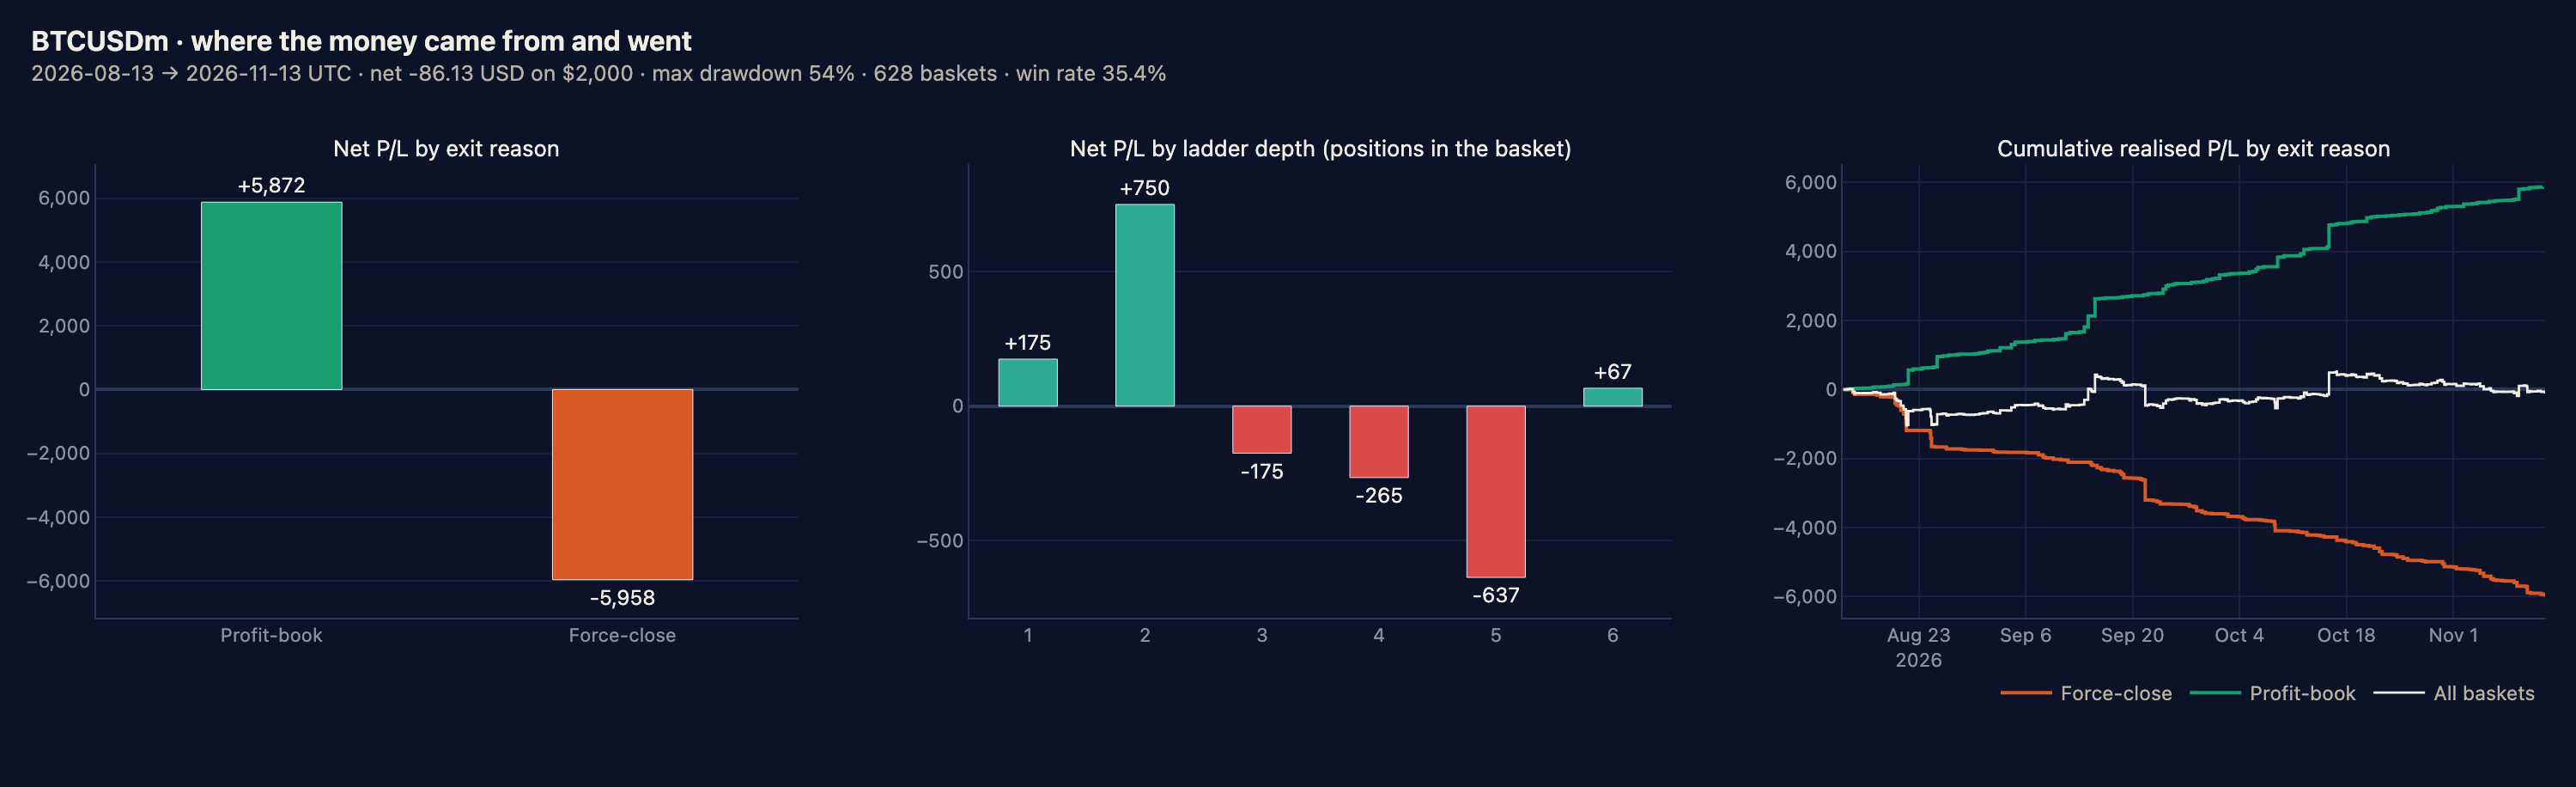 BTCUSDm · where the money came from and went
2026-08-13 → 2026-11-13 UTC · net -86.13 USD on $2,000 · max drawdown 54% · 628 baskets · win rate 35.4%
Net P/L by exit reason
+5,872
6,000
4,000
2,000
0
−2,000
−4,000
−6,000
-5,958
Profit-book
Force-close
Net P/L by ladder depth (positions in the basket)
+750
500
+175
+67
0
-175
-265
−500
-637
1
2
3
4
5
6
Cumulative realised P/L by exit reason
6,000
4,000
2,000
0
−2,000
−4,000
−6,000
Aug 23
2026
Sep 6
Sep 20
Oct 4
Oct 18
Nov 1
Force-close
Profit-book
All baskets